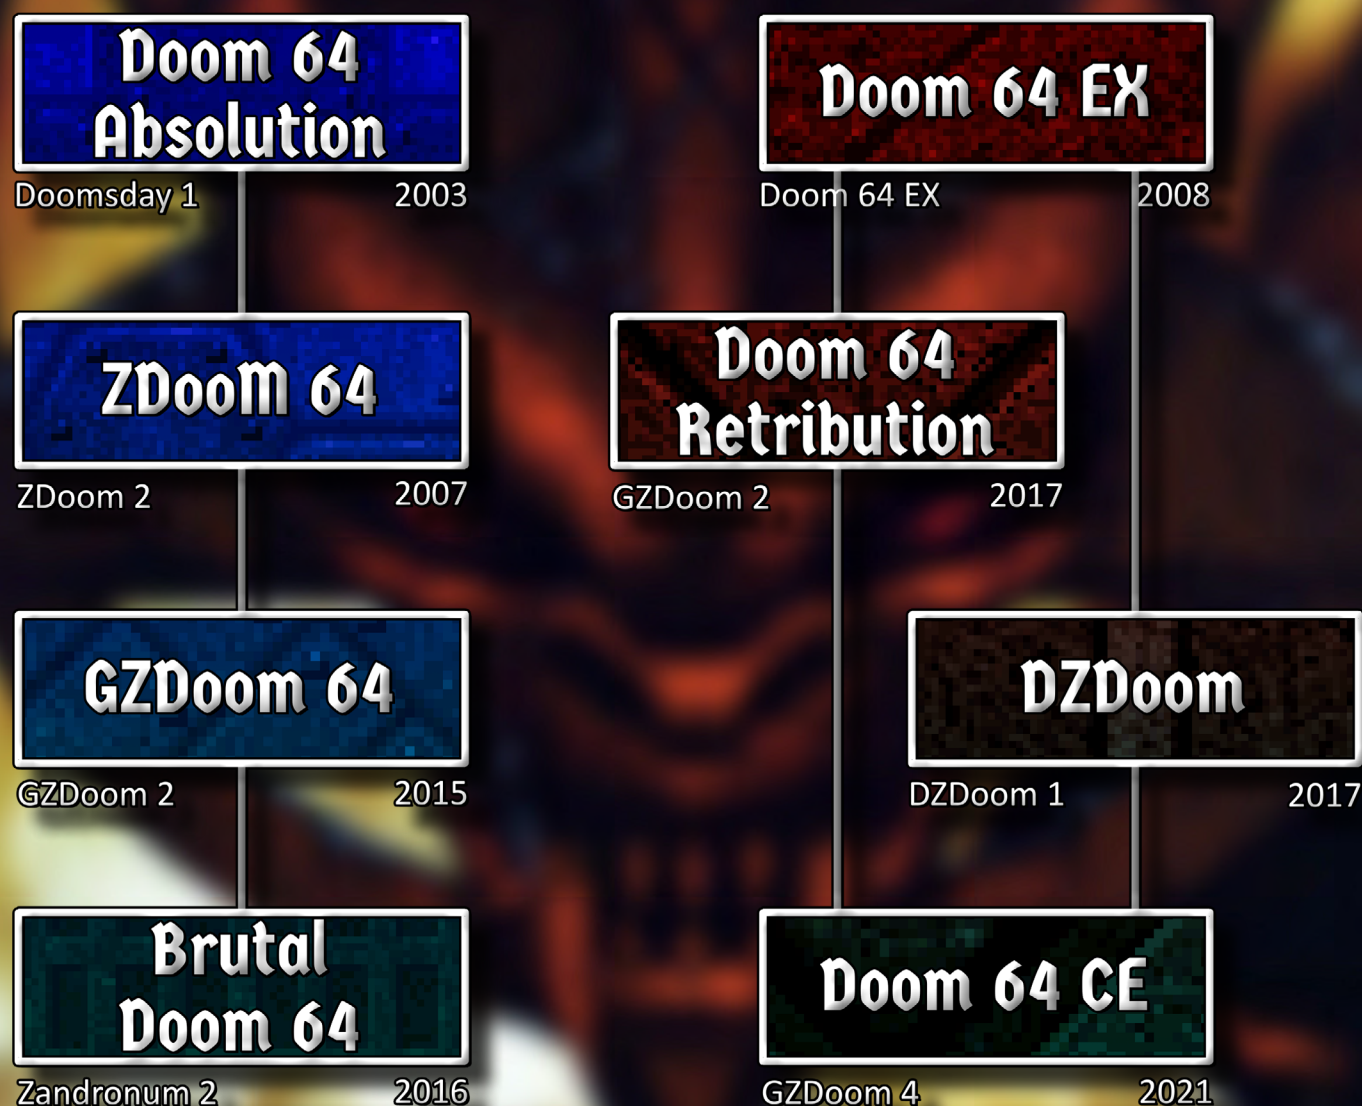 Doom 64
Absolution
Doomsday 1 2003
Doom 64 EX
Doom 64 EX 2008
ZDooM 64
ZDoom 2 2007
Doom 64
Retribution
GZDoom 2 2017
GZDoom 64
GZDoom 2 2015
DZDoom
DZDoom 1 2017
Brutal
Doom 64
Zandronum 2 2016
Doom 64 CE
GZDoom 4 2021